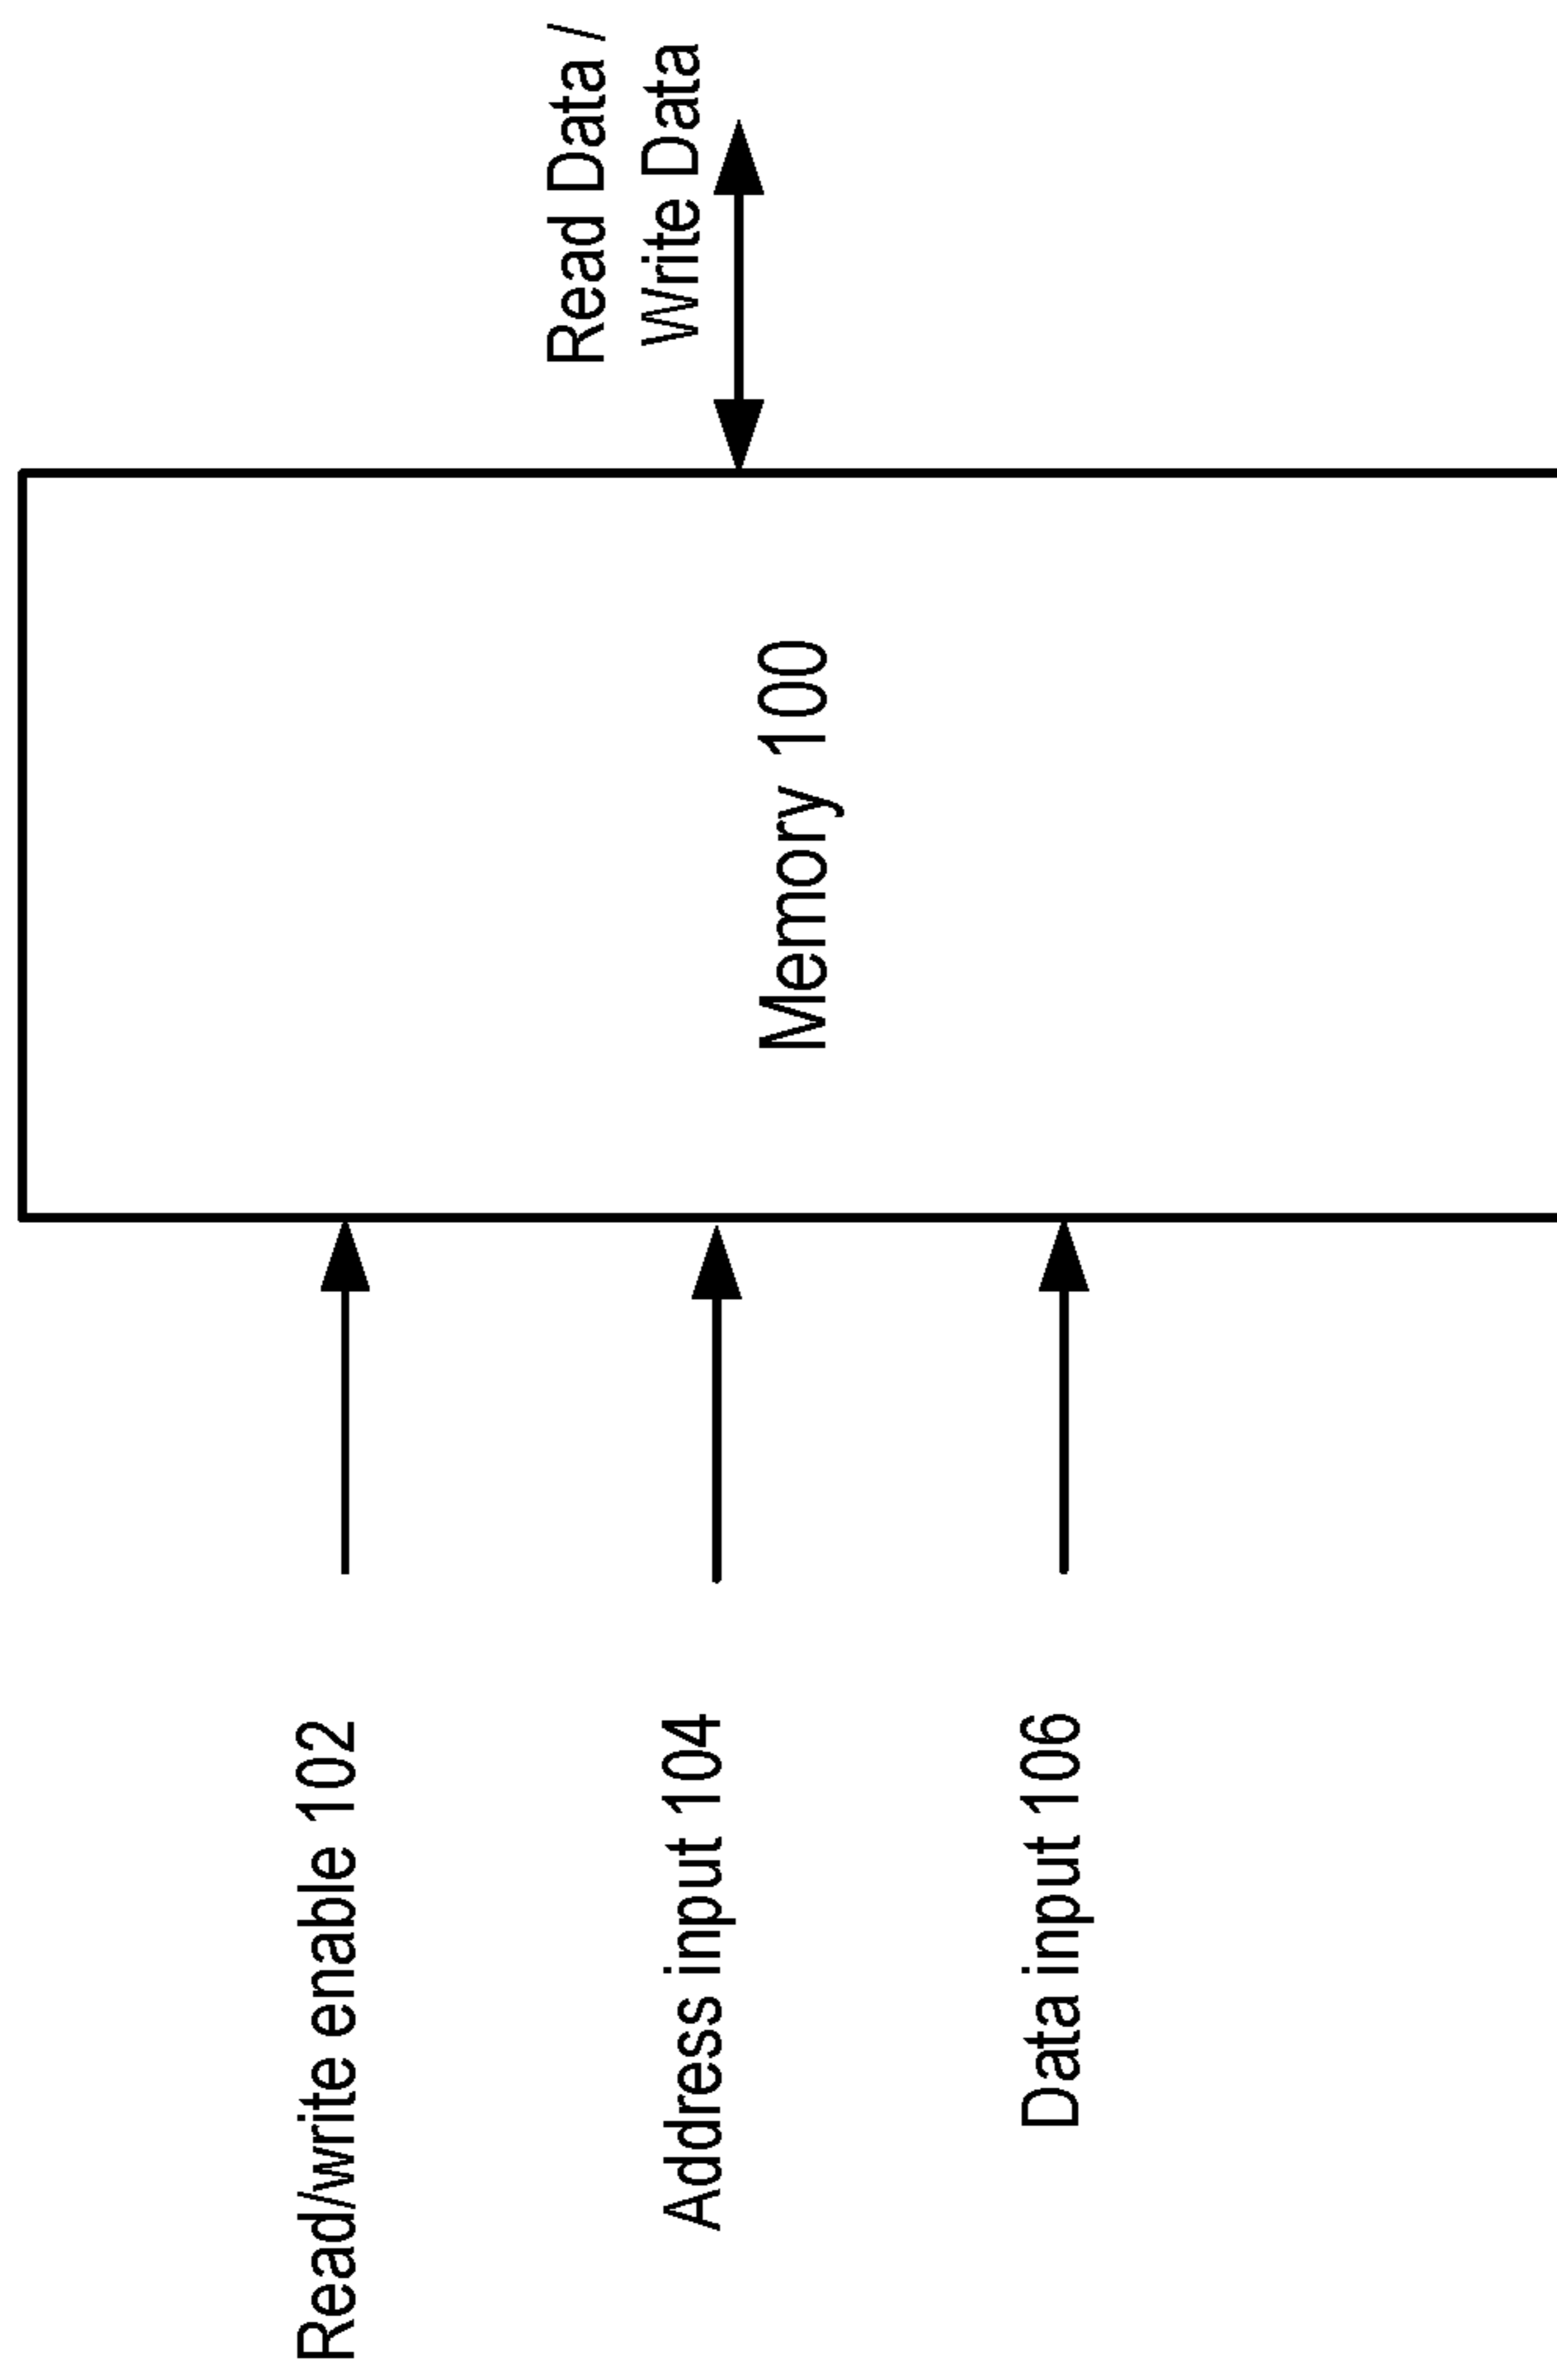 Read/write enable 102
Address input 104
Data input 106
Memory 100
Read Data /
Write Data